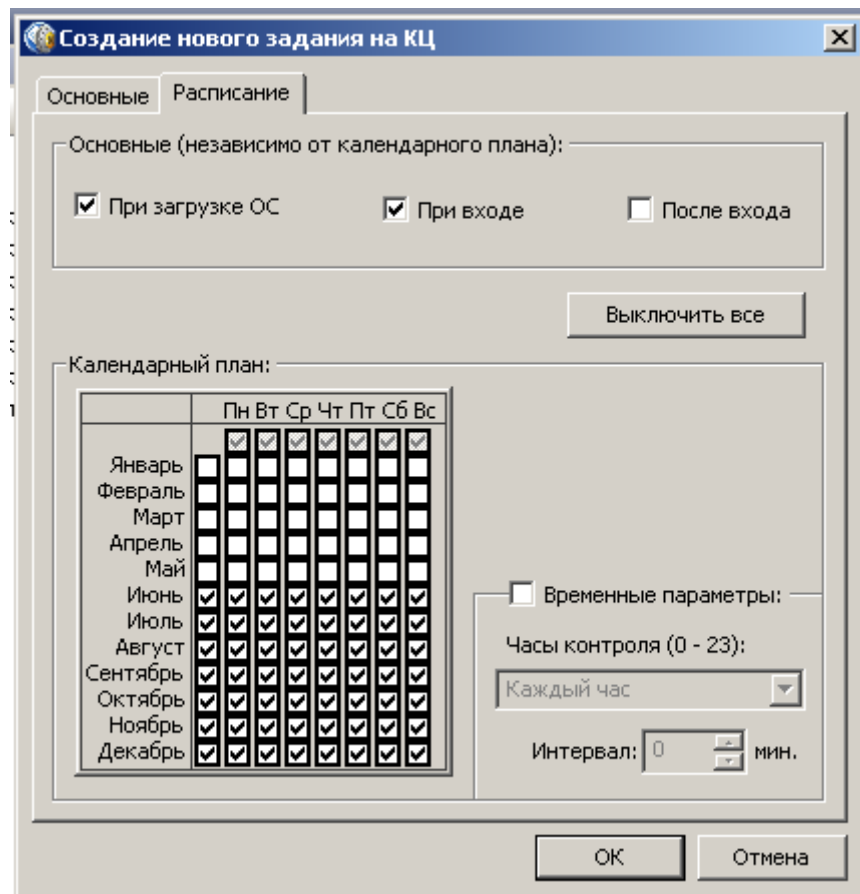 Создание нового задания на КЦ
Основные Расписание
Основные (независимо от календарного плана):
При загрузке ОС При входе После входа
Выключить все
Календарный план:
Пн Вт Ср Чт Пт Сб Вс
Январь
Февраль
Март
Апрель
Май
Июнь
Июль
Август
Сентябрь
Октябрь
Ноябрь
Декабрь
Временные параметры:
Часы контроля (0 - 23):
Каждый час
Интервал: 0 мин.
ОК Отмена